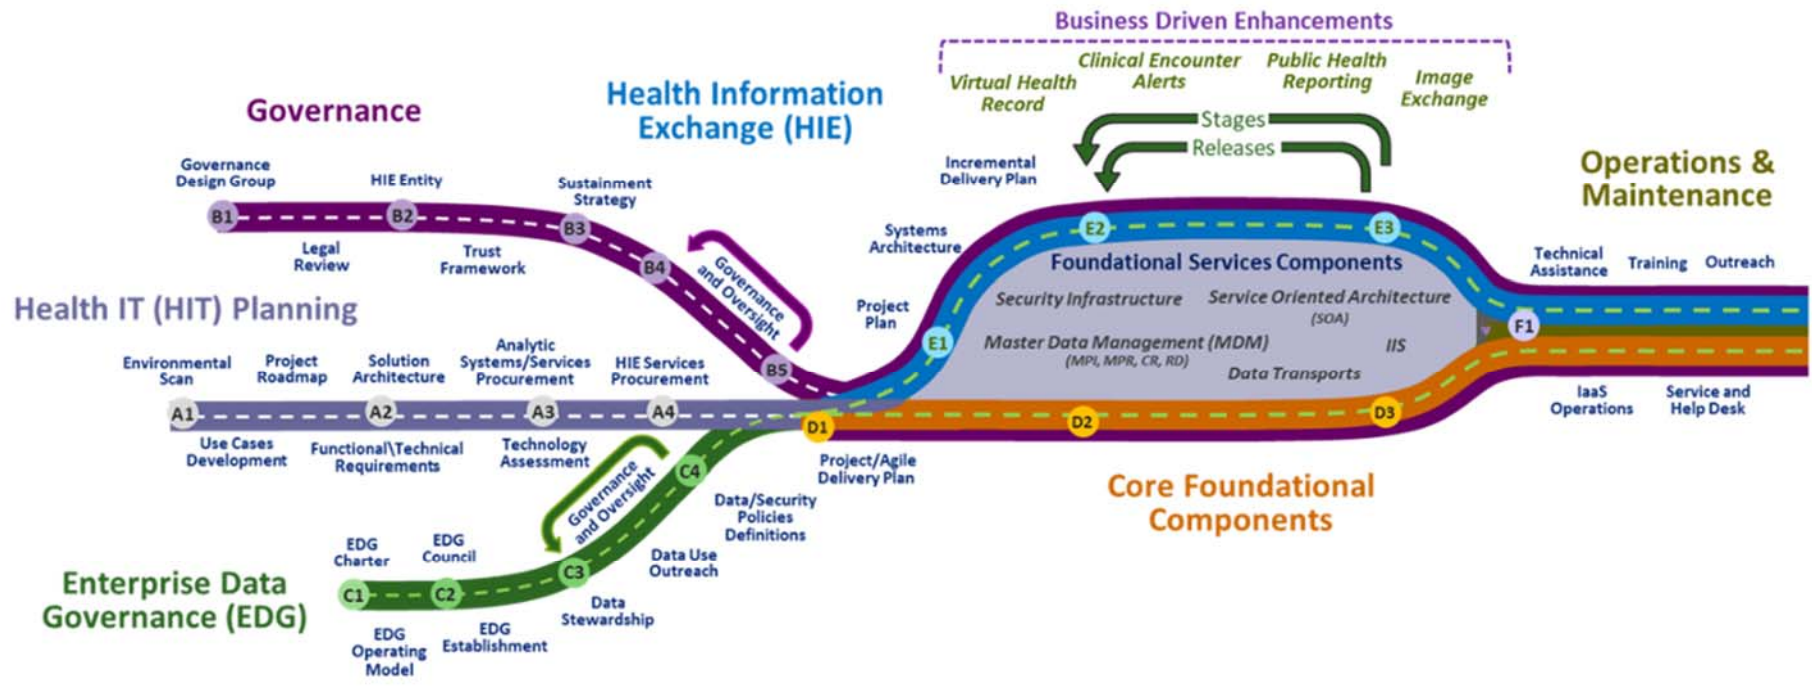 Business Driven Enhancements
Virtual Health
Record
Clinical Encounter
Alerts
Public Health
Reporting
Image
Exchange
Stages
Releases
Governance
Health Information
Exchange (HIE)
Incremental
Delivery Plan
Operations &
Maintenance
Governance
Design Group
HIE Entity
Sustainment
Strategy
B1
B2
B3
B4
B5
Legal
Review
Trust
Framework
Governance
and Oversight
Systems
Architecture
Project
Plan
E1
E2
E3
Foundational Services Components
Security Infrastructure
Service Oriented Architecture
(SOA)
Master Data Management (MDM)
(MPI, MPR, CR, RD)
IIS
Data Transports
Technical
Assistance
Training
Outreach
F1
IaaS
Operations
Service and
Help Desk
Health IT (HIT) Planning
Environmental
Scan
Project
Roadmap
Solution
Architecture
Analytic
Systems/Services
Procurement
HIE Services
Procurement
A1
A2
A3
A4
Use Cases
Development
Functional\Technical
Requirements
Technology
Assessment
D1
D2
D3
Project/Agile
Delivery Plan
Core Foundational
Components
Governance
and Oversight
C4
Data/Security
Policies
Definitions
Data Use
Outreach
EDG
Charter
EDG
Council
Enterprise Data
Governance (EDG)
C1
C2
C3
Data
Stewardship
EDG
Operating
Model
EDG
Establishment